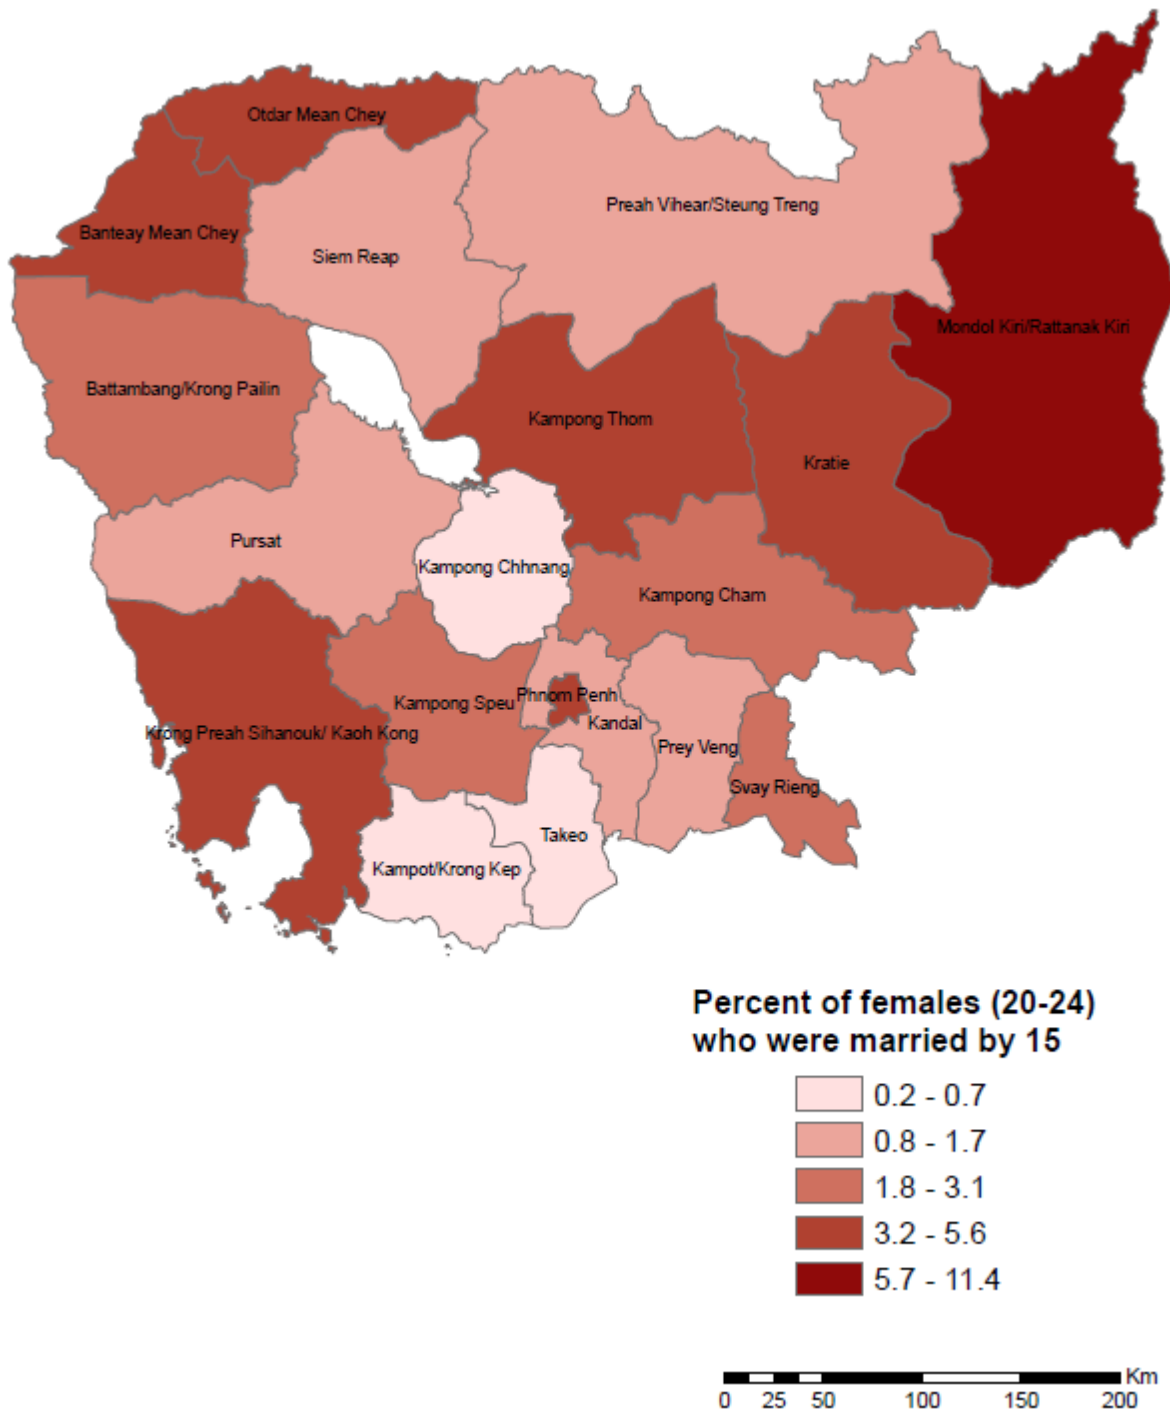 Otdar Mean Chey
Preah Vihear/Steung Treng
Banteay Mean Chey
Siem Reap
Mondol Kiri/Rattanak Kiri
Battambang/Krong Pailin
Kampong Thom
Kratie
Pursat
Kampong Chhnang
Kampong Cham
Phnom Penh
Kampong Speu
Kandal
Krong Preah Sihanouk/ Kaoh Kong
Prey Veng
Svay Rieng
Takeo
Kampot/Krong Kep
Percent of females (20-24)
who were married by 15
0.2 - 0.7
0.8 - 1.7
1.8 - 3.1
3.2 - 5.6
5.7 - 11.4
Km
0 25 50 100 150 200